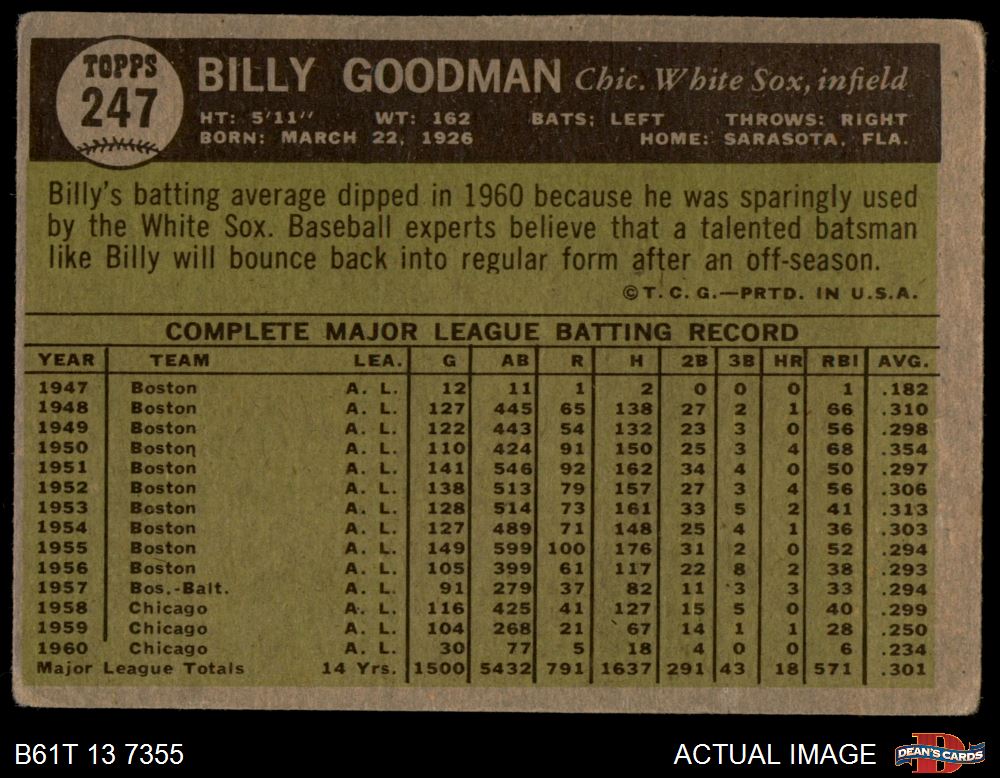 TOPPS
247
BILLY GOODMAN Chic. White Sox, infield
HT: 5'11" WT: 162 BATS: LEFT THROWS: RIGHT
BORN: MARCH 22, 1926 HOME: SARASOTA, FLA.
Billy's batting average dipped in 1960 because he was sparingly used
by the White Sox. Baseball experts believe that a talented batsman
like Billy will bounce back into regular form after an off-season.
©T. C. G.—PRTD. IN U.S.A.
COMPLETE MAJOR LEAGUE BATTING RECORD
YEAR TEAM LEA. G AB R H 2B 3B HR RBI AVG.
1947 Boston A. L. 12 11 1 2 0 0 0 1 .182
1948 Boston A. L. 127 445 65 138 27 2 1 66 .310
1949 Boston A. L. 122 443 54 132 23 3 0 56 .298
1950 Boston A. L. 110 424 91 150 25 3 4 68 .354
1951 Boston A. L. 141 546 92 162 34 4 0 50 .297
1952 Boston A. L. 138 513 79 157 27 3 4 56 .306
1953 Boston A. L. 128 514 73 161 33 5 2 41 .313
1954 Boston A. L. 127 489 71 148 25 4 1 36 .303
1955 Boston A. L. 149 599 100 176 31 2 0 52 .294
1956 Boston A. L. 105 399 61 117 22 8 2 38 .293
1957 Bos.-Balt. A. L. 91 279 37 82 11 3 3 33 .294
1958 Chicago A. L. 116 425 41 127 15 5 0 40 .299
1959 Chicago A. L. 104 268 21 67 14 1 1 28 .250
1960 Chicago A. L. 30 77 5 18 4 0 0 6 .234
Major League Totals 14 Yrs. 1500 5432 791 1637 291 43 18 571 .301
B61T 13 7355 ACTUAL IMAGE DEAN'S CARDS